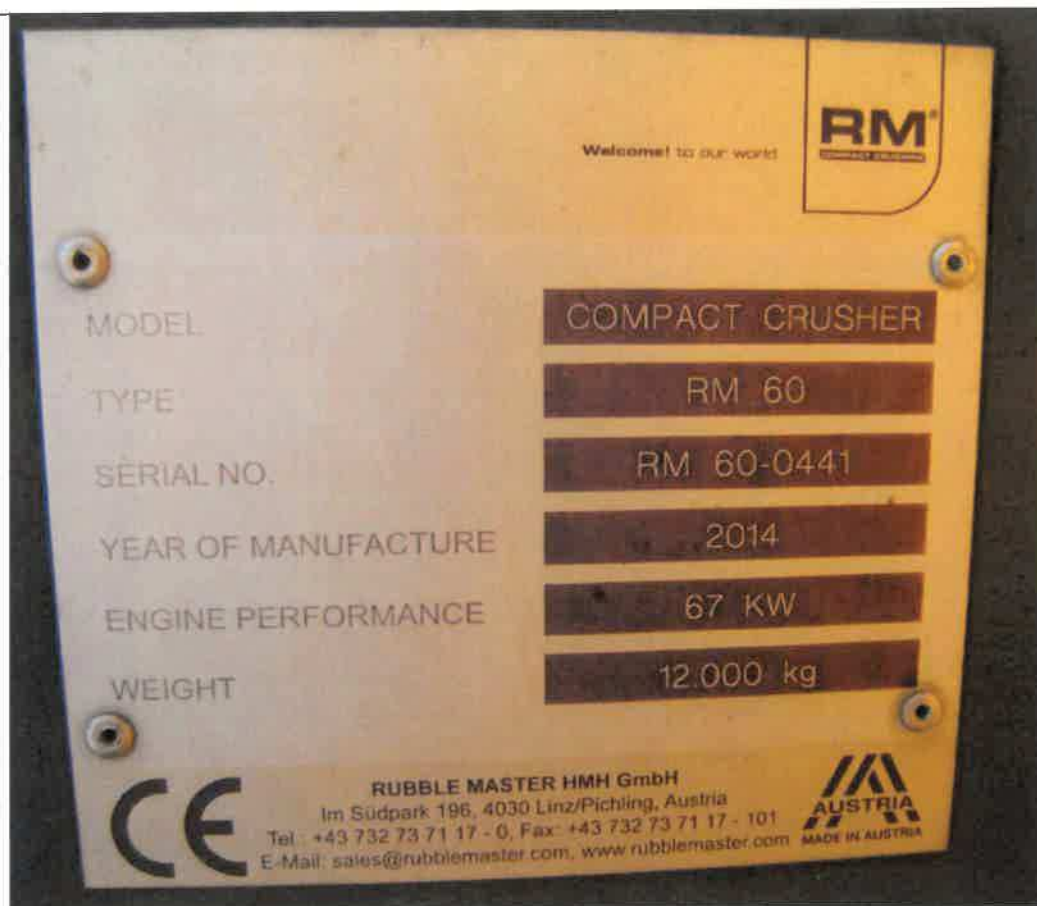 Welcome! to our world
RM®
COMPACT CRUSHING
MODEL COMPACT CRUSHER
TYPE RM 60
SERIAL NO. RM 60-0441
YEAR OF MANUFACTURE 2014
ENGINE PERFORMANCE 67 KW
WEIGHT 12.000 kg
CE
RUBBLE MASTER HMH GmbH
Im Südpark 196, 4030 Linz/Pichling, Austria
Tel.: +43 732 73 71 17 - 0, Fax: +43 732 73 71 17 - 101
E-Mail: sales@rubblemaster.com, www.rubblemaster.com
AUSTRIA
MADE IN AUSTRIA